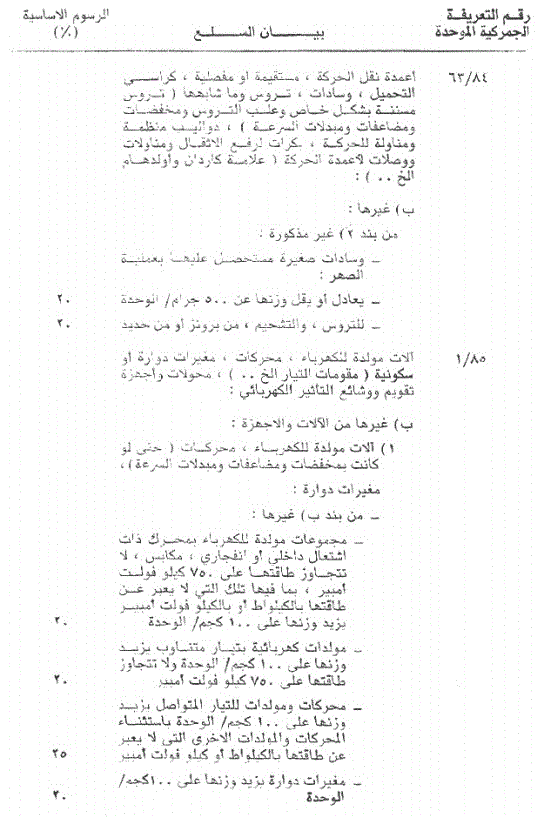 رقم التعريفة الجمركية الموحدة
بيان السلع
الرسوم الاساسية (٪)
٦٣/٨٤
أعمدة نقل الحركة ، مستقيمة او مفصلية ، كراسي
التحميل ، وسادات ، تروس وما شابهها ( تروس
مسننة بشكل خاص وعلب التروس ومخفضات
ومضاعفات ومبدلات السرعة ) ، دواليب منظمة
ومناولة للحركة ، بكرات لرفع الاثقال ومناولات
ووصلات لاعمدة الحركة ( علامة كاردان واولدهام
الخ ٠٠ ) :
ب) غيرها :
من بند ٢) غير مذكورة :
– وسادات صغيرة مستحصل عليها بعملية
الصهر :
– يعادل أو يقل وزنها عن ٥٠٠ جرام/ الوحدة ٢٠
– للتروس ، والتشحيم ، من برونز أو من حديد ٢٠
١/٨٥
آلات مولدة للكهرباء ، محركات ، مغيرات دوارة أو
سكونية ( مقومات التيار الخ ٠٠ ) ، محولات واجهزة
تقويم ووشائع التأثير الكهربائي :
ب) غيرها من الآلات والاجهزة :
١) آلات مولدة للكهرباء ، محركات ( حتى لو
كانت بمخفضات ومضاعفات ومبدلات السرعة) ،
مغيرات دوارة :
– من بند ب) غيرها :
– مجموعات مولدة للكهرباء بمحرك ذات
اشتعال داخلي أو انفجاري ، مكابس ، لا
تتجاوز طاقتها على ٧٥٠ كيلو فولت
أمبير ، بما فيها تلك التي لا يعبر عن
طاقتها بالكيلواط أو بالكيلو فولت أمبير
يزيد وزنها على ١٠٠ كجم/ الوحدة ٢٠
– مولدات كهربائية بتيار متناوب يزيد
وزنها على ١٠٠ كجم/ الوحدة ولا تتجاوز
طاقتها على ٧٥٠ كيلو فولت أمبير ٢٠
– محركات ومولدات للتيار المتواصل يزيد
وزنها على ١٠٠ كجم/ الوحدة باستثناء
المحركات والمولدات الاخرى التي لا يعبر
عن طاقتها بالكيلواط أو كيلو فولت أمبير ٢٥
– مغيرات دوارة يزيد وزنها على ١٠٠كجم/
الوحدة ٢٠